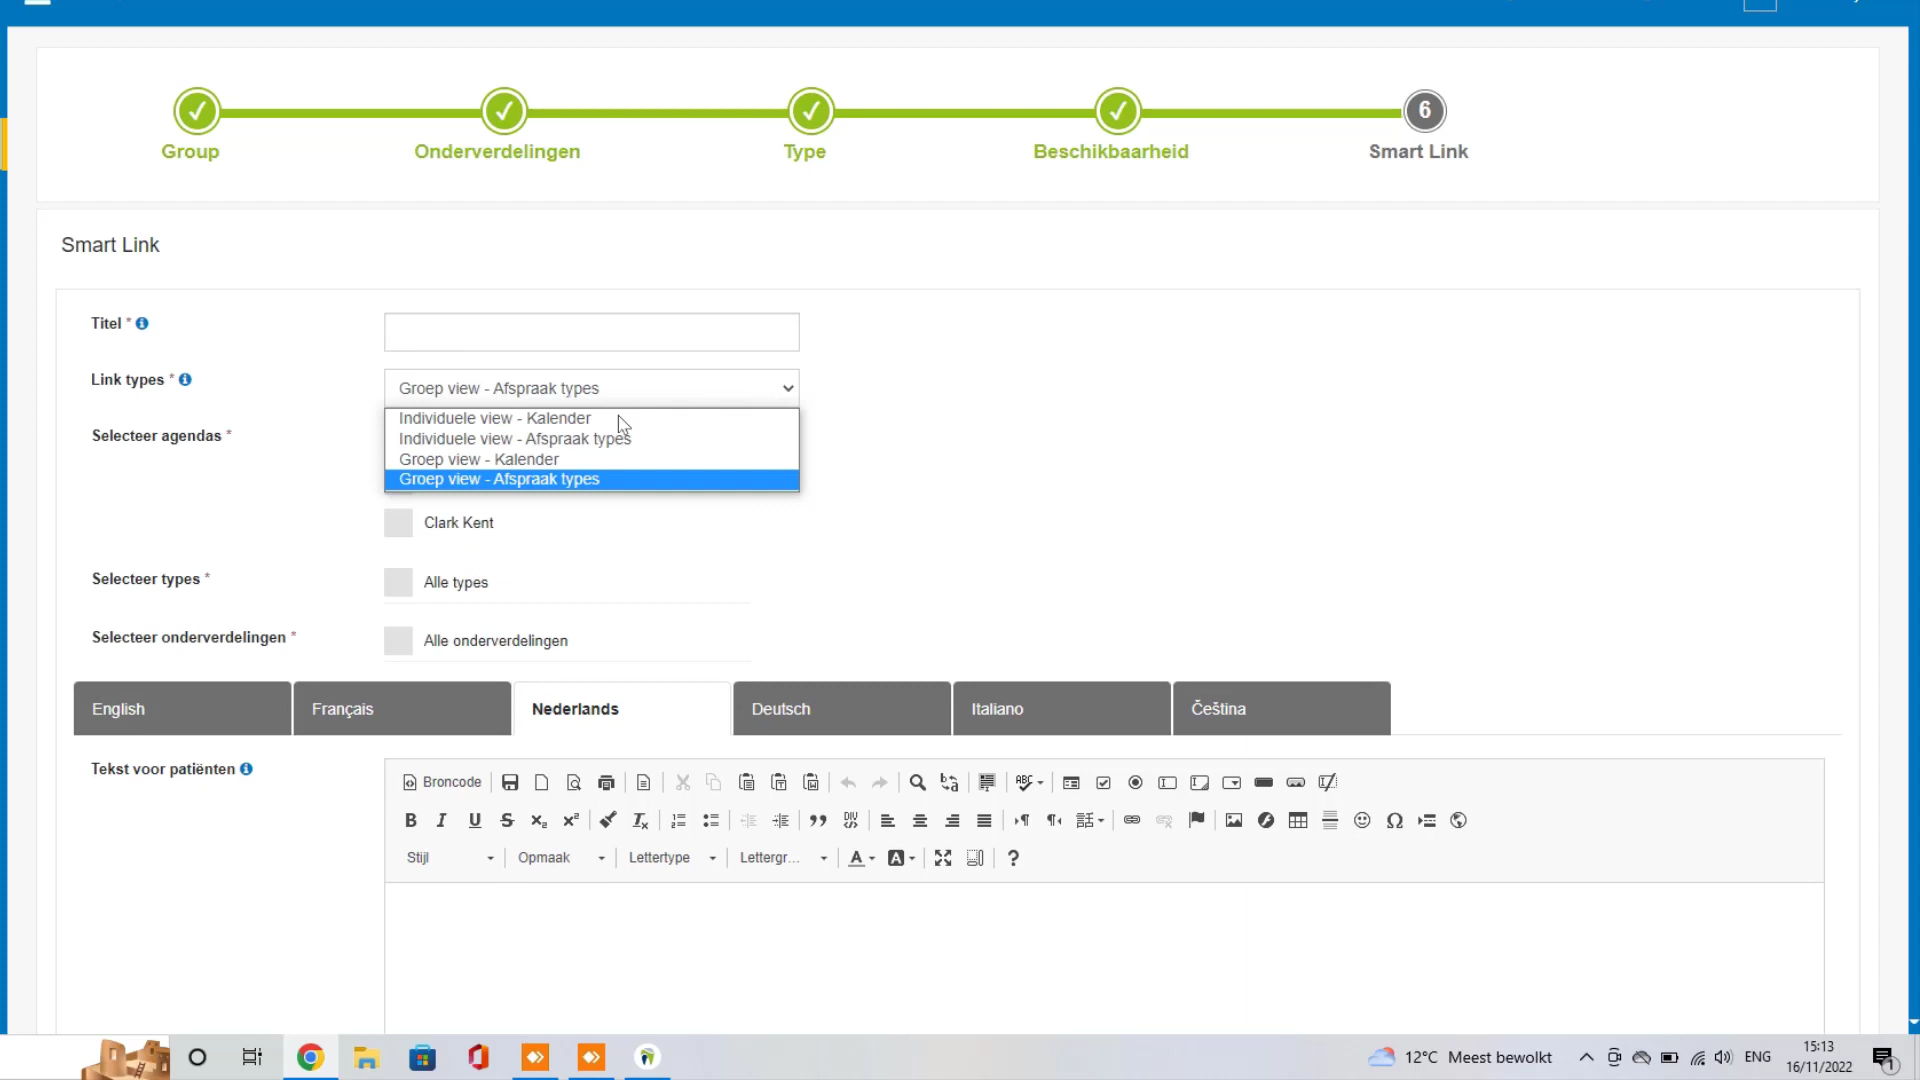 6
Group
Onderverdelingen
Type
Beschikbaarheid
Smart Link
Smart Link
Titel *
Link types *
Groep view - Afspraak types
Individuele view - Kalender
Selecteer agendas *
Individuele view - Afspraak types
Groep view - Kalender
Groep view - Afspraak types
Clark Kent
Selecteer types *
Alle types
Selecteer onderverdelingen *
Alle onderverdelingen
English
Français
Nederlands
Deutsch
Italiano
Čeština
Tekst voor patiënten
Broncode
Stijl
Opmaak
Lettertype
Lettergr...
12°C Meest bewolkt
ENG
15:13
16/11/2022
1